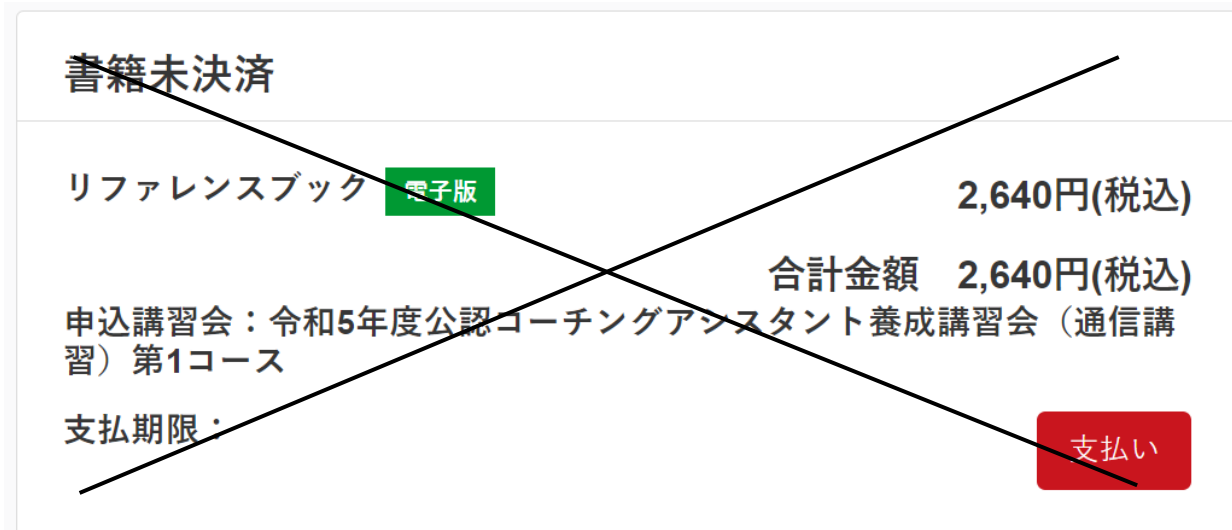 書籍未決済
リファレンスブック 電子版 2,640円(税込)
合計金額 2,640円(税込)
申込講習会：令和5年度公認コーチングアシスタント養成講習会（通信講
習）第1コース
支払期限：
支払い